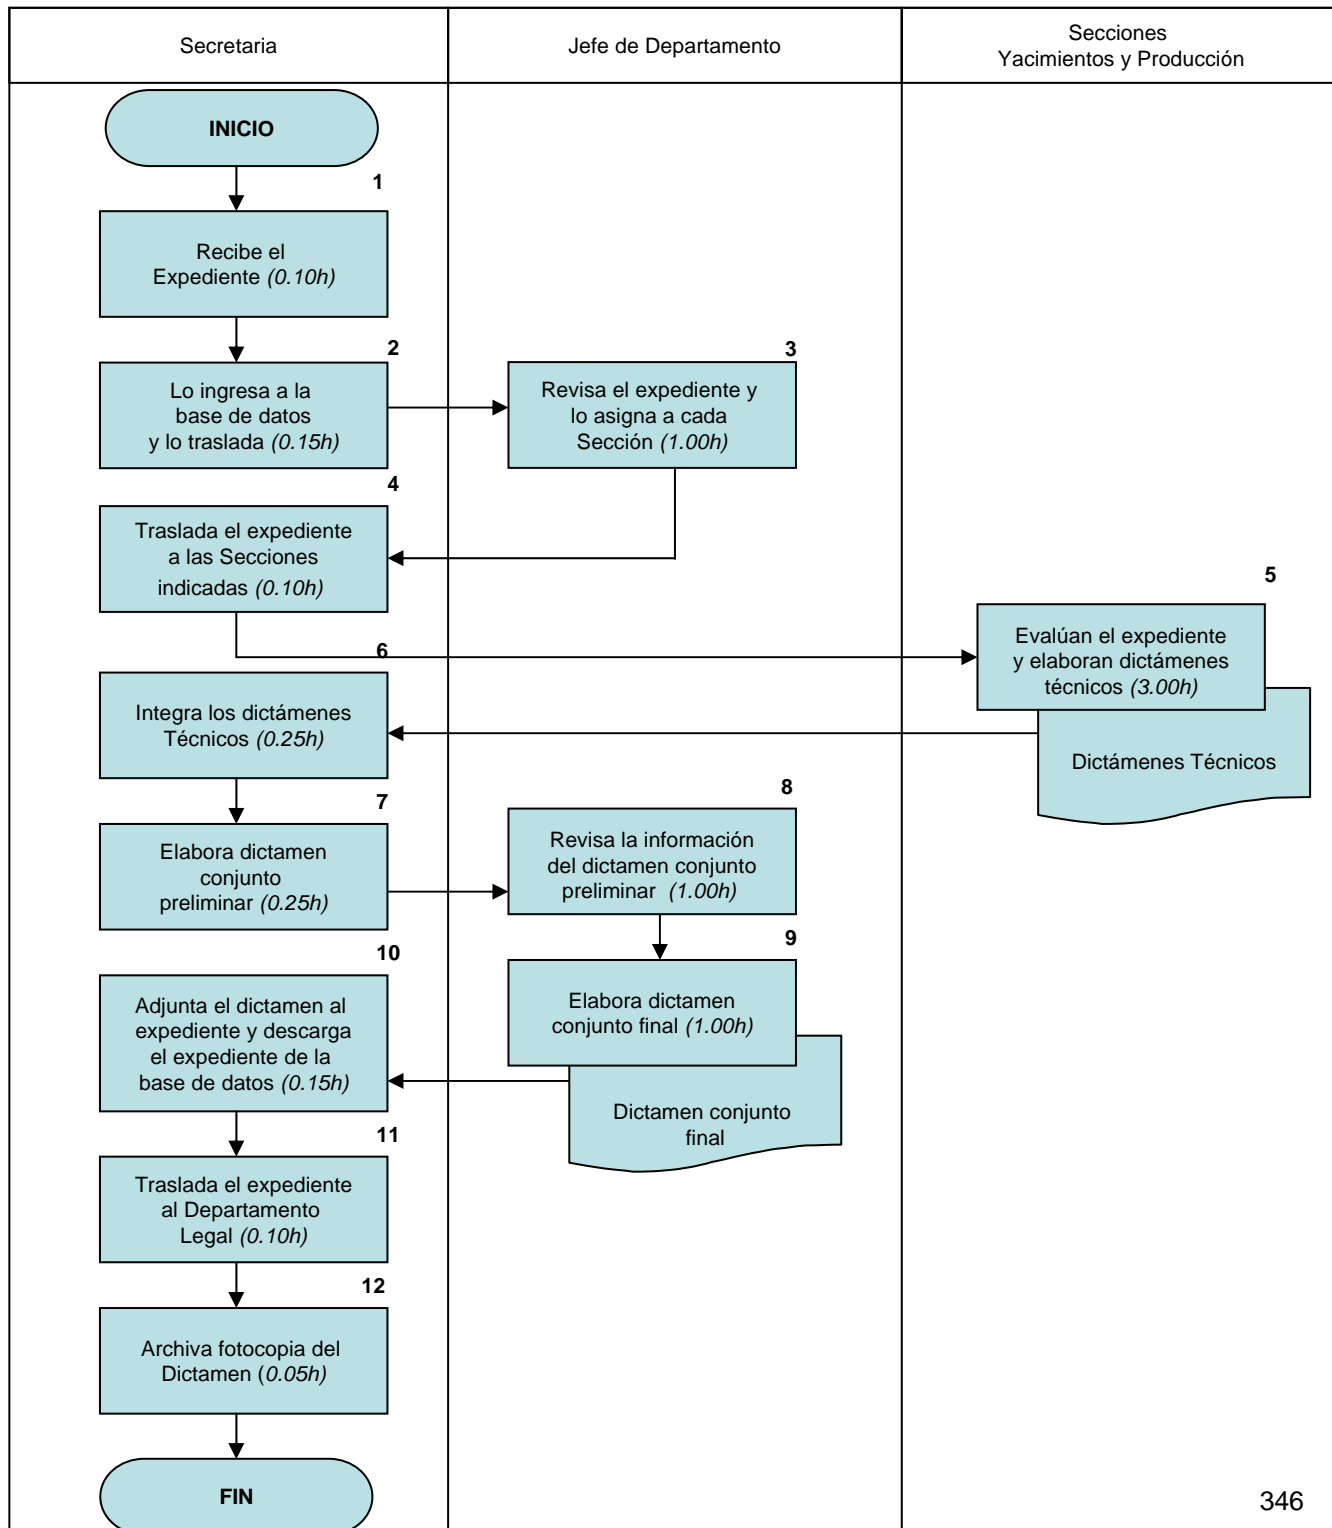 Secretaria
Jefe de Departamento
Secciones
Yacimientos y Producción
INICIO
1
Recibe el
Expediente (0.10h)
2
Lo ingresa a la
base de datos
y lo traslada (0.15h)
3
Revisa el expediente y
lo asigna a cada
Sección (1.00h)
4
Traslada el expediente
a las Secciones
indicadas (0.10h)
5
Evalúan el expediente
y elaboran dictámenes
técnicos (3.00h)
Dictámenes Técnicos
6
Integra los dictámenes
Técnicos (0.25h)
7
Elabora dictamen
conjunto
preliminar (0.25h)
8
Revisa la información
del dictamen conjunto
preliminar (1.00h)
9
Elabora dictamen
conjunto final (1.00h)
Dictamen conjunto
final
10
Adjunta el dictamen al
expediente y descarga
el expediente de la
base de datos (0.15h)
11
Traslada el expediente
al Departamento
Legal (0.10h)
12
Archiva fotocopia del
Dictamen (0.05h)
FIN
346